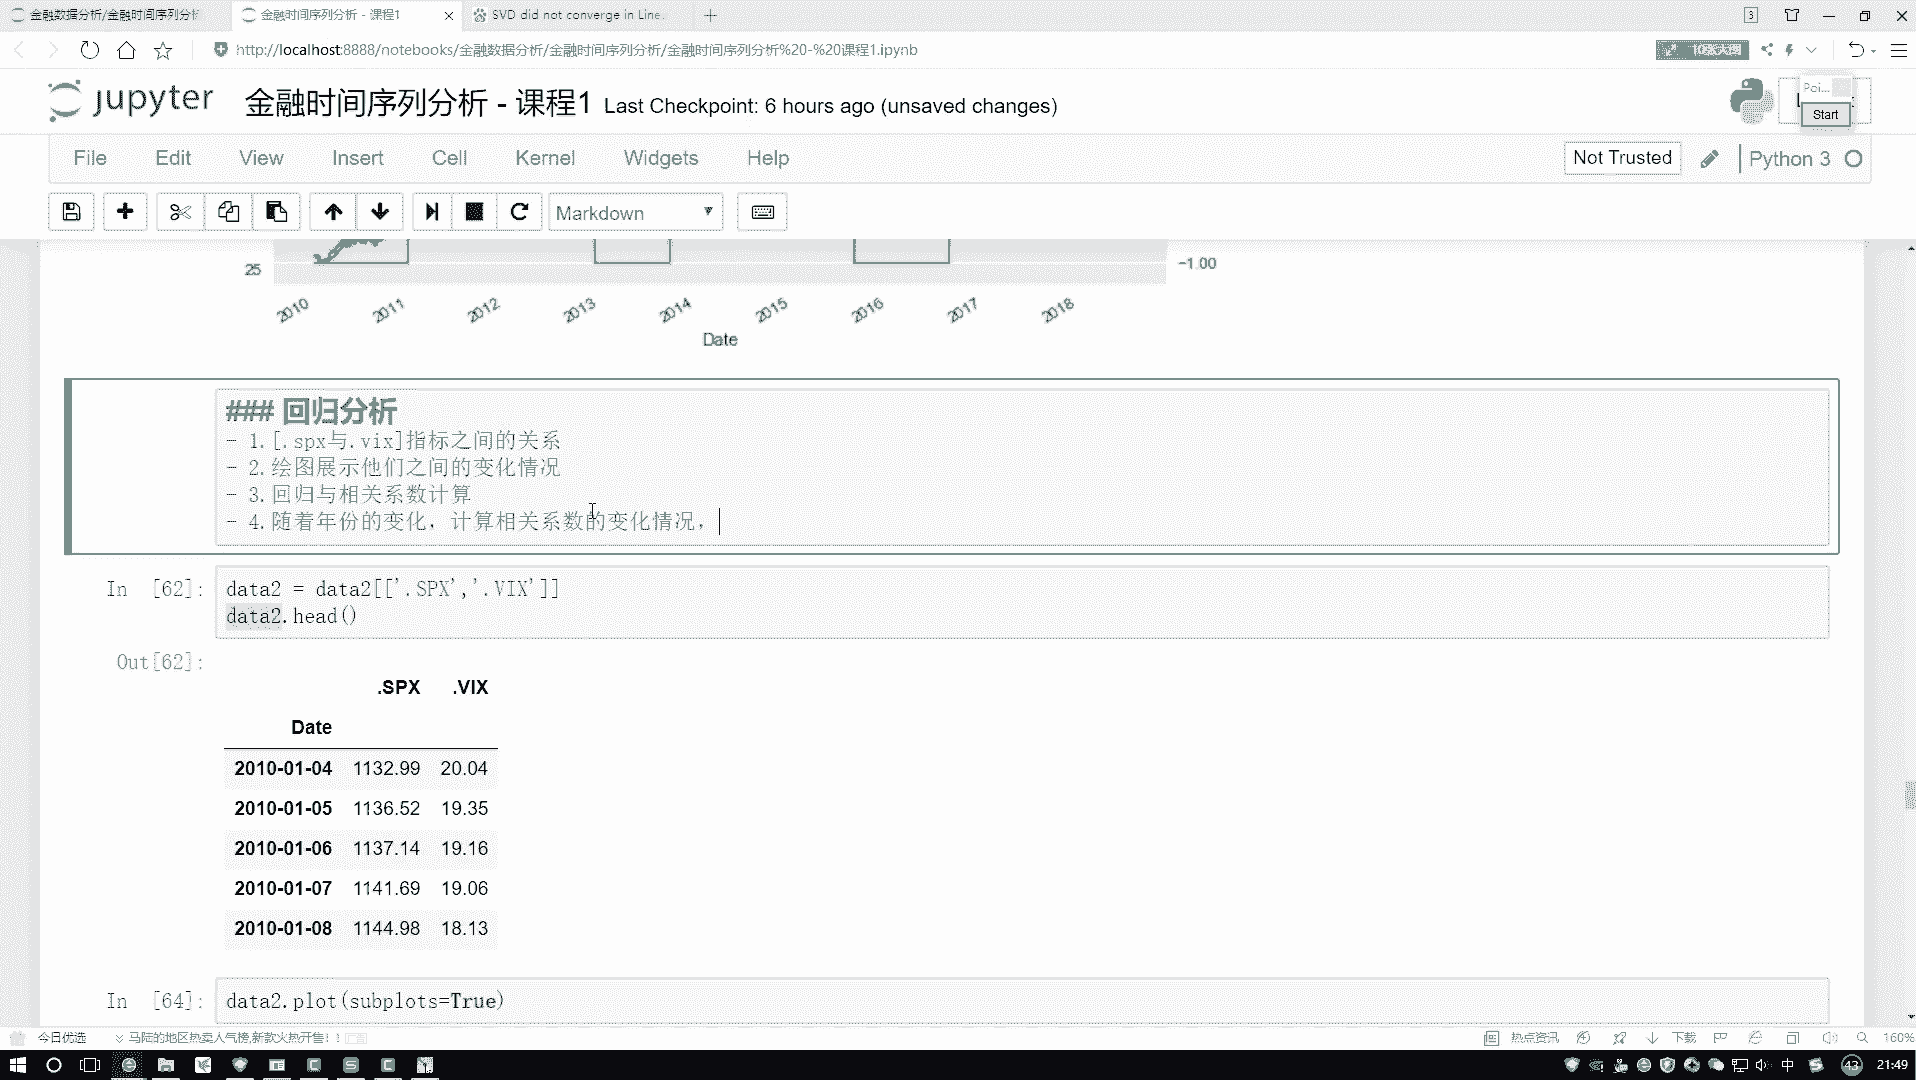 金融数据分析/金融时间序列分析
金融时间序列分析 - 课程1
SVD did not converge in Line.
3
http://localhost:8888/notebooks/金融数据分析/金融时间序列分析/金融时间序列分析%20-%20课程1.ipynb
10张大图
jupyter
金融时间序列分析 - 课程1
Last Checkpoint: 6 hours ago (unsaved changes)
Poi...
Start
File Edit View Insert Cell Kernel Widgets Help
Not Trusted
Python 3
Markdown
25
-1.00
2010 2011 2012 2013 2014 2015 2016 2017 2018
Date
### 回归分析
- 1.[.spx与.vix]指标之间的关系
- 2.绘图展示他们之间的变化情况
- 3.回归与相关系数计算
- 4.随着年份的变化，计算相关系数的变化情况，
In [62]: data2 = data2[['.SPX','.VIX']]
data2.head()
Out[62]:
.SPX .VIX
Date
2010-01-04 1132.99 20.04
2010-01-05 1136.52 19.35
2010-01-06 1137.14 19.16
2010-01-07 1141.69 19.06
2010-01-08 1144.98 18.13
In [64]: data2.plot(subplots=True)
今日优选
马陆的地区热卖人气榜,新款火热开售!
热点资讯
下载
160%
中
43
21:49